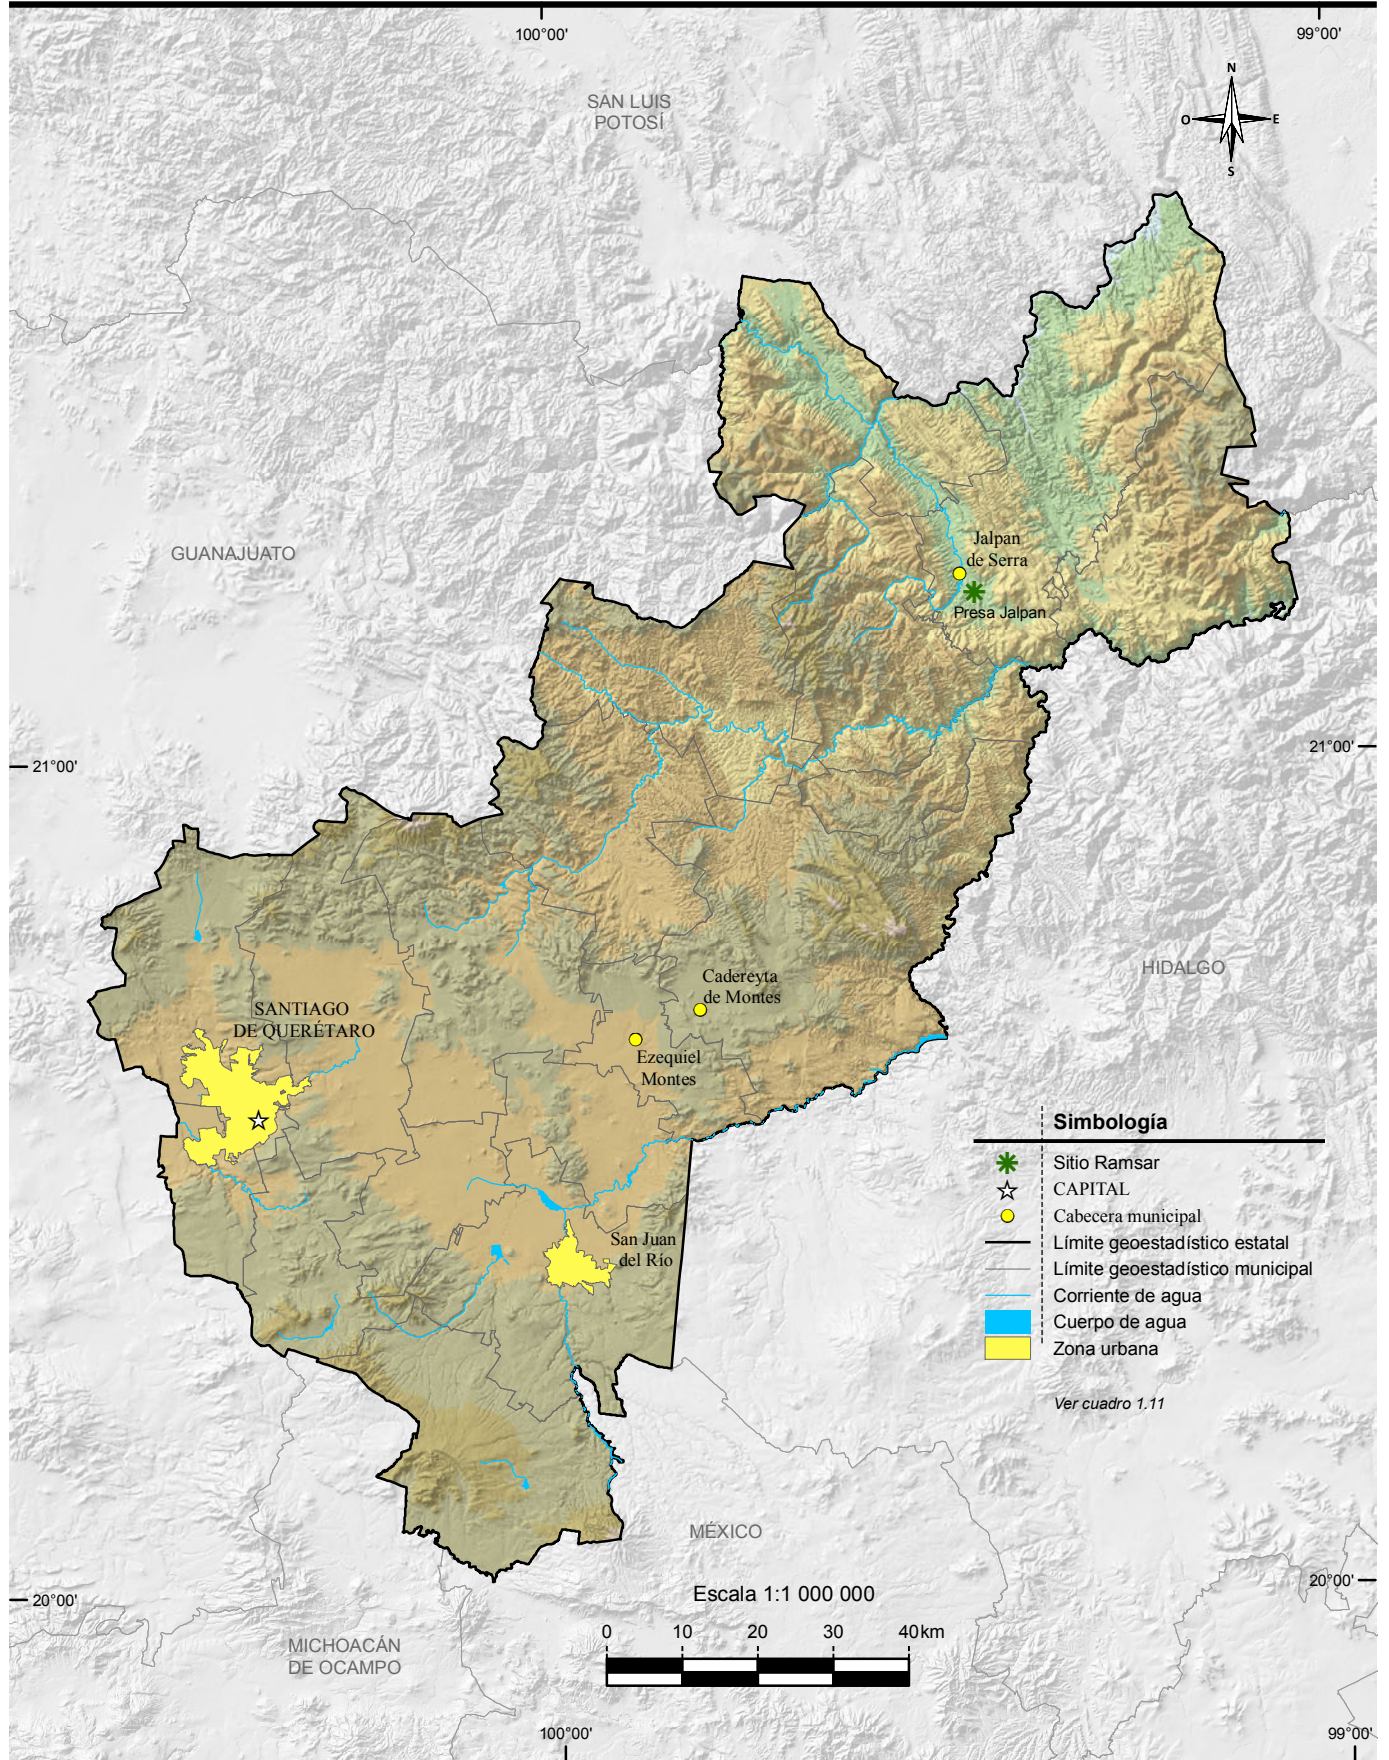 100°00'
99°00'
SAN LUIS
POTOSÍ
N
O
E
S
GUANAJUATO
Jalpan
de Serra
Presa Jalpan
21°00'
21°00'
HIDALGO
Cadereyta
de Montes
SANTIAGO
DE QUERÉTARO
Ezequiel
Montes
San Juan
del Río
Simbología
Sitio Ramsar
CAPITAL
Cabecera municipal
Límite geoestadístico estatal
Límite geoestadístico municipal
Corriente de agua
Cuerpo de agua
Zona urbana
Ver cuadro 1.11
MÉXICO
20°00'
20°00'
Escala 1:1 000 000
0 10 20 30 40 km
MICHOACÁN
DE OCAMPO
100°00'
99°00'